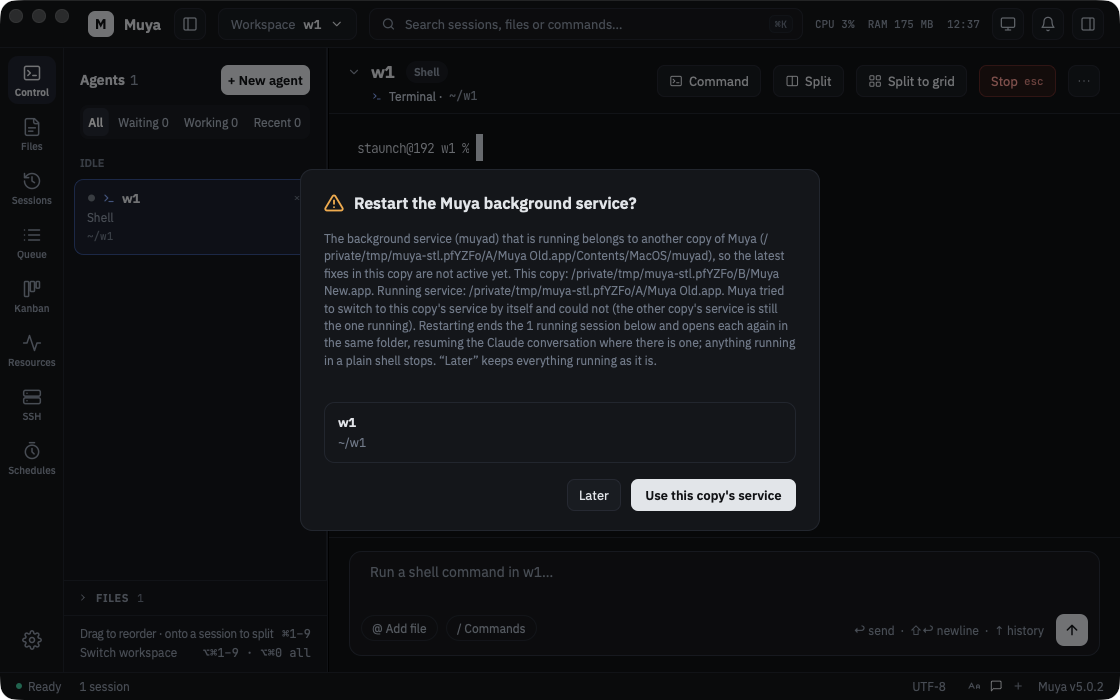 M Muya Workspace w1 Search sessions, files or commands... ⌘K CPU 3% RAM 175 MB 12:37
Control
Files
Sessions
Queue
Kanban
Resources
SSH
Schedules
Agents 1 + New agent
All Waiting 0 Working 0 Recent 0
IDLE
w1 ×
Shell
~/w1
w1 Shell
Terminal · ~/w1
Command Split Split to grid Stop esc ···
staunch@192 w1 %
Restart the Muya background service?
The background service (muyad) that is running belongs to another copy of Muya (/
private/tmp/muya-stl.pfYZFo/A/Muya Old.app/Contents/MacOS/muyad), so the latest
fixes in this copy are not active yet. This copy: /private/tmp/muya-stl.pfYZFo/B/Muya
New.app. Running service: /private/tmp/muya-stl.pfYZFo/A/Muya Old.app. Muya tried
to switch to this copy's service by itself and could not (the other copy's service is still
the one running). Restarting ends the 1 running session below and opens each again in
the same folder, resuming the Claude conversation where there is one; anything running
in a plain shell stops. “Later” keeps everything running as it is.
w1
~/w1
Later Use this copy's service
Run a shell command in w1...
@ Add file / Commands ↩ send · ⇧↩ newline · ↑ history
FILES 1
Drag to reorder · onto a session to split ⌘1–9
Switch workspace ⌥⌘1–9 · ⌥⌘0 all
Ready 1 session UTF-8 AA + Muya v5.0.2